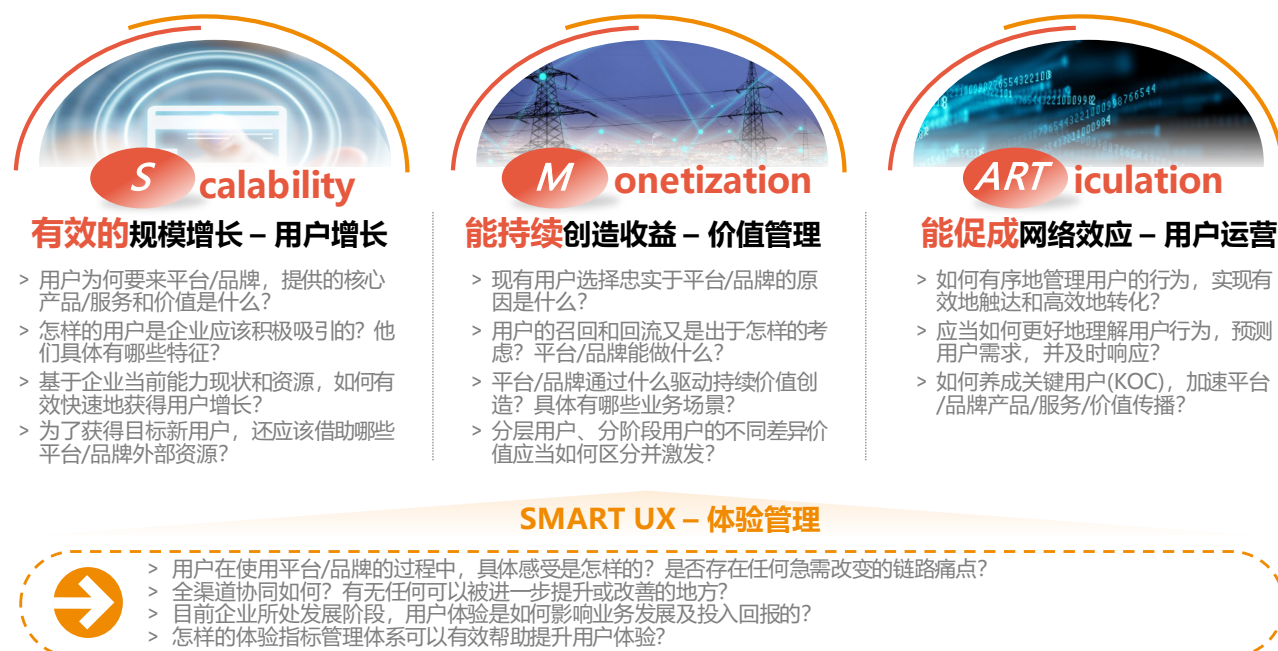 Scalability
有效的规模增长 – 用户增长
> 用户为何要来平台/品牌，提供的核心
产品/服务和价值是什么？
> 怎样的用户是企业应该积极吸引的？他
们具体有哪些特征？
> 基于企业当前能力现状和资源，如何有
效快速地获得用户增长？
> 为了获得目标新用户，还应该借助哪些
平台/品牌外部资源？
Monetization
能持续创造收益 – 价值管理
> 现有用户选择忠实于平台/品牌的原
因是什么？
> 用户的召回和回流又是出于怎样的考
虑？平台/品牌能做什么？
> 平台/品牌通过什么驱动持续价值创
造？具体有哪些业务场景？
> 分层用户、分阶段用户的不同差异价
值应当如何区分并激发？
ARTiculation
能促成网络效应 – 用户运营
> 如何有序地管理用户的行为，实现有
效地触达和高效地转化？
> 应当如何更好地理解用户行为，预测
用户需求，并及时响应？
> 如何养成关键用户(KOC)，加速平台
/品牌产品/服务/价值传播？
SMART UX – 体验管理
> 用户在使用平台/品牌的过程中，具体感受是怎样的？是否存在任何急需改变的链路痛点？
> 全渠道协同如何？有无任何可以被进一步提升或改善的地方？
> 目前企业所处发展阶段，用户体验是如何影响业务发展及投入回报的？
> 怎样的体验指标管理体系可以有效帮助提升用户体验？